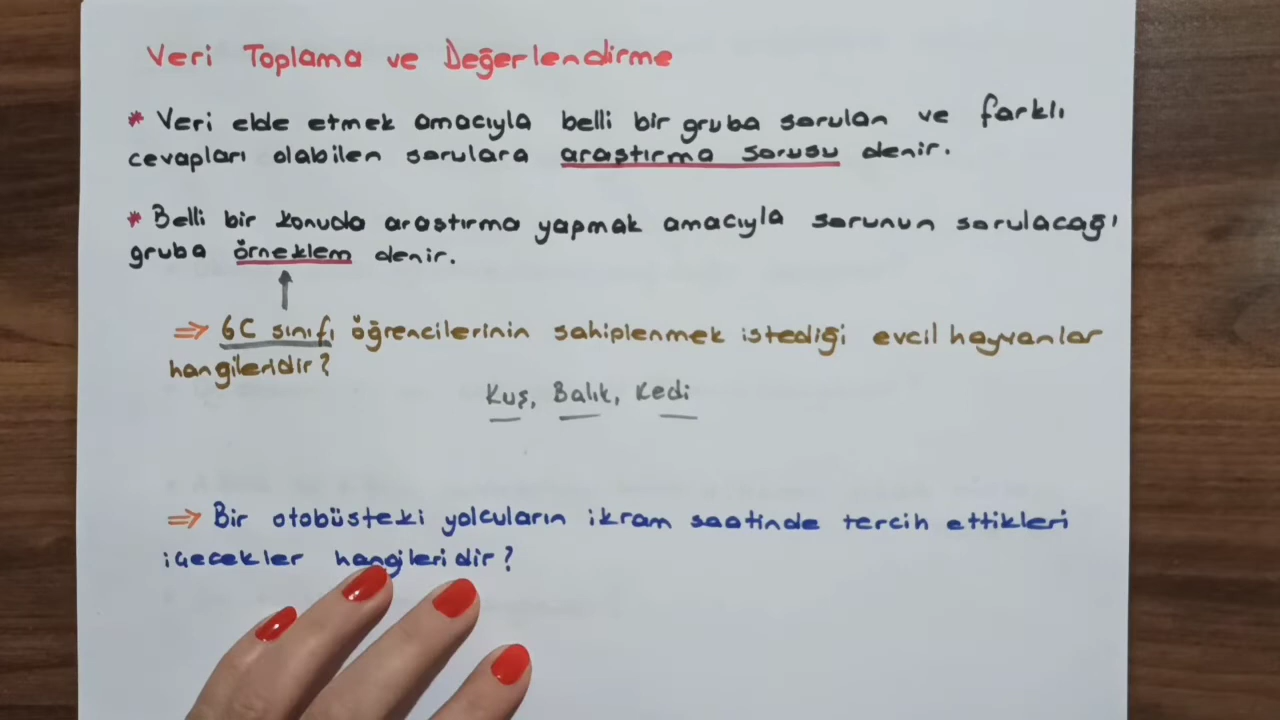 Veri Toplama ve Değerlendirme
* Veri elde etmek amacıyla belli bir gruba sorulan ve farklı
cevapları olabilen sorulara araştırma sorusu denir.
* Belli bir konuda araştırma yapmak amacıyla sorunun sorulacağı
gruba örneklem denir.
⇒ 6C sınıfı öğrencilerinin sahiplenmek istediği evcil hayvanlar
hangileridir?
Kuş, Balık, Kedi
⇒ Bir otobüsteki yolcuların ikram saatinde tercih ettikleri
içecekler hangileridir?